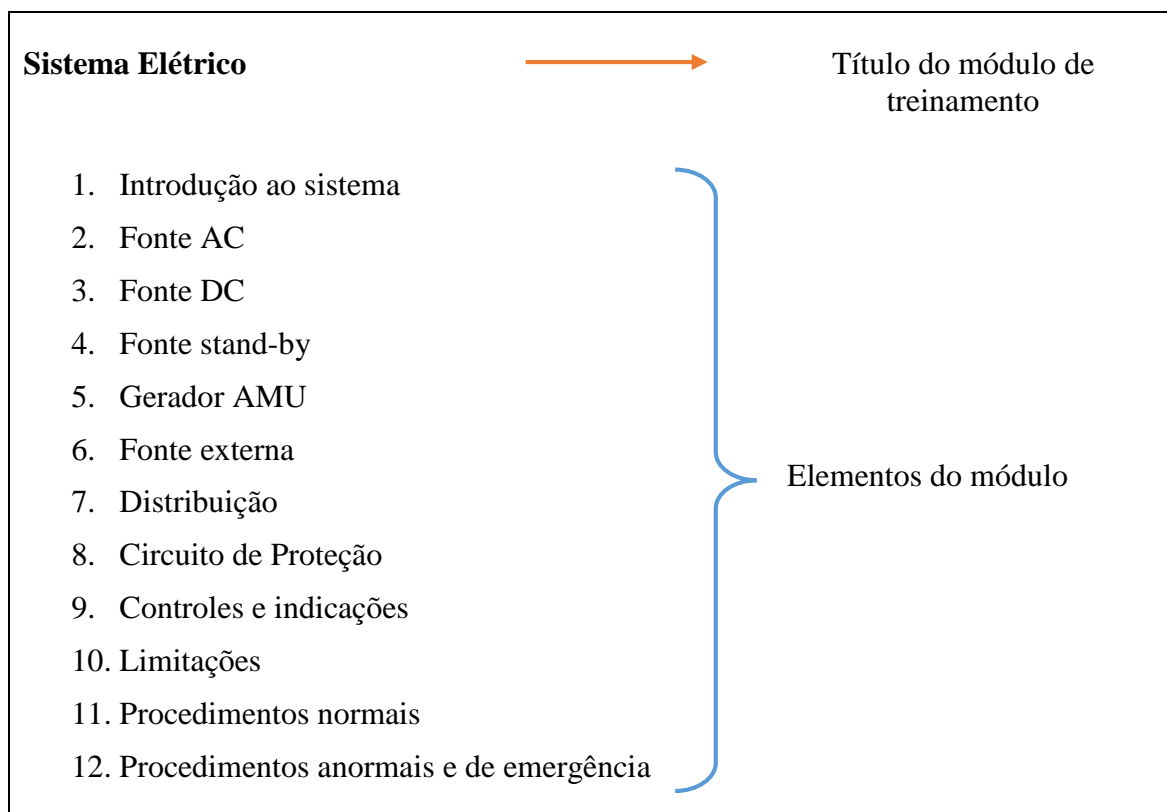 Sistema Elétrico
Título do módulo de
treinamento
1. Introdução ao sistema
2. Fonte AC
3. Fonte DC
4. Fonte stand-by
5. Gerador AMU
6. Fonte externa
7. Distribuição
8. Circuito de Proteção
9. Controles e indicações
10. Limitações
11. Procedimentos normais
12. Procedimentos anormais e de emergência
Elementos do módulo